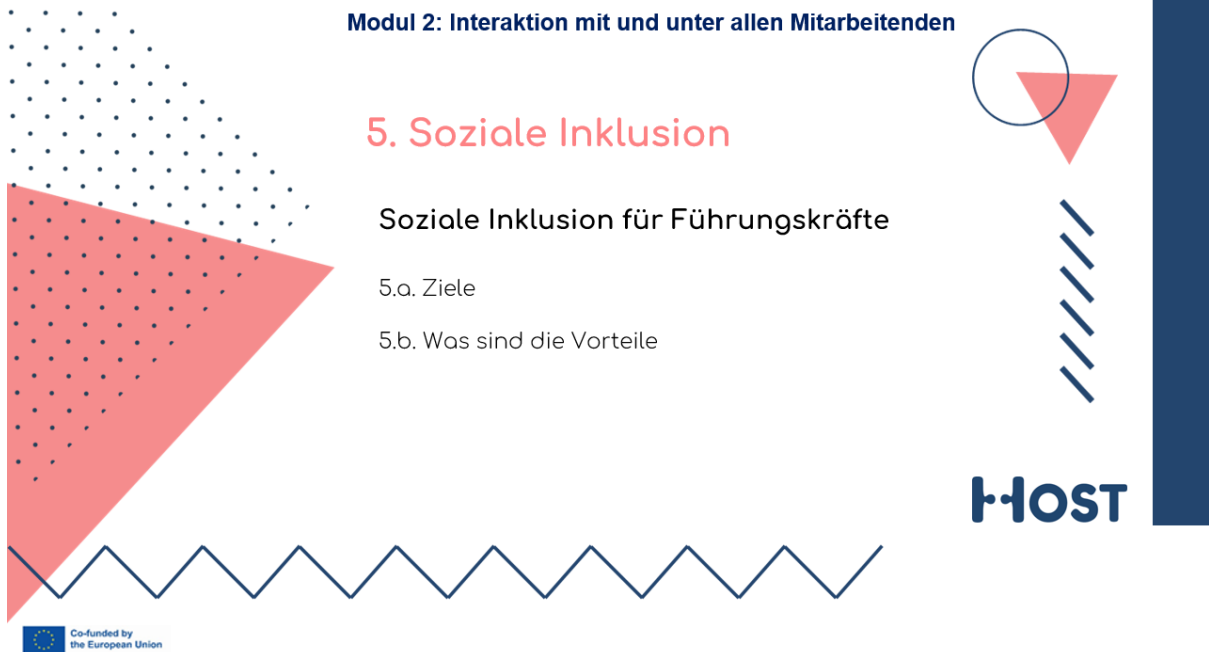 Modul 2: Interaktion mit und unter allen Mitarbeitenden
5. Soziale Inklusion
Soziale Inklusion für Führungskräfte
5.a. Ziele
5.b. Was sind die Vorteile
HOST
Co-funded by
the European Union